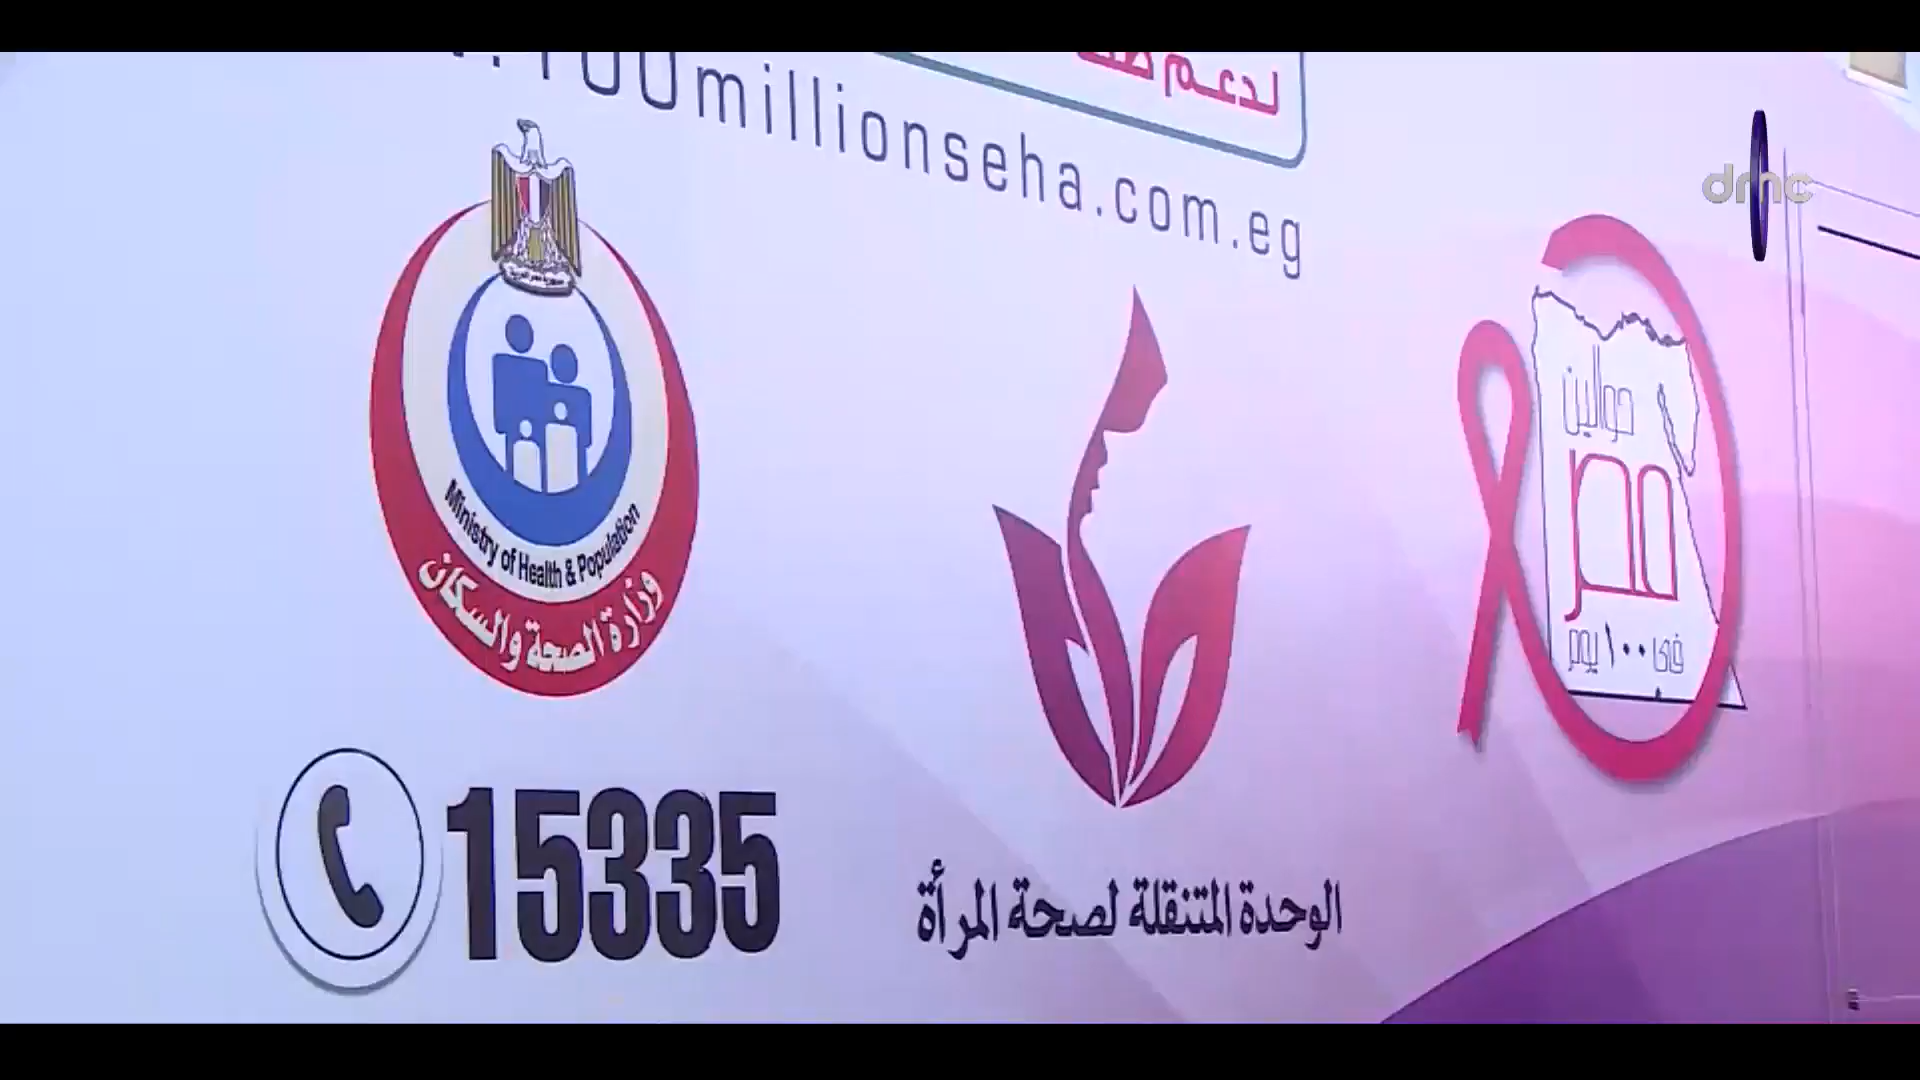 لدعم
100millionseha.com.eg
dmc
Ministry of Health & Population
وزارة الصحة والسكان
حوالين
مصر
في ١٠٠ يوم
15335
الوحدة المتنقلة لصحة المرأة